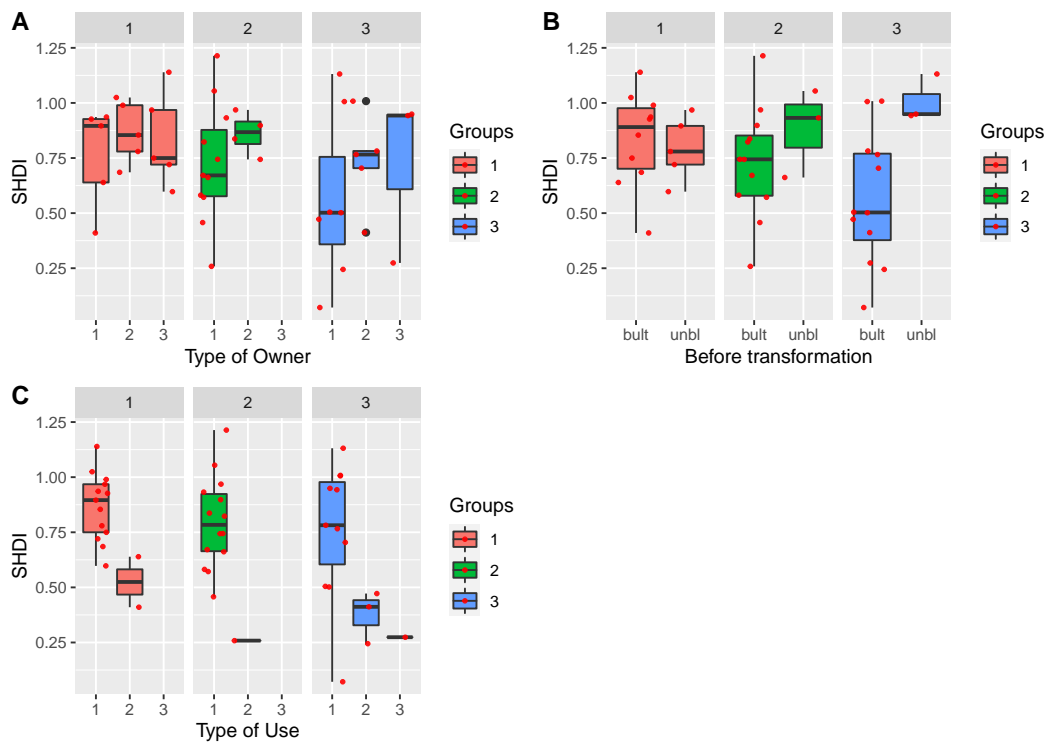 A
1 2 3
1.25
1.00
0.75
0.50
0.25
SHDI
1 2 3 1 2 3 1 2 3
Type of Owner
Groups
1
2
3
B
1 2 3
1.25
1.00
0.75
0.50
0.25
SHDI
bult unbl bult unbl bult unbl
Before transformation
Groups
1
2
3
C
1 2 3
1.25
1.00
0.75
0.50
0.25
SHDI
1 2 3 1 2 3 1 2 3
Type of Use
Groups
1
2
3